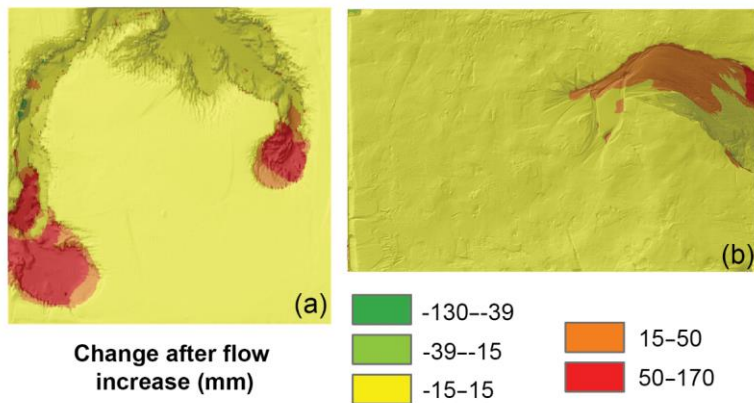 (a)
(b)
Change after flow
increase (mm)
-130--39
-39--15
-15-15
15-50
50-170